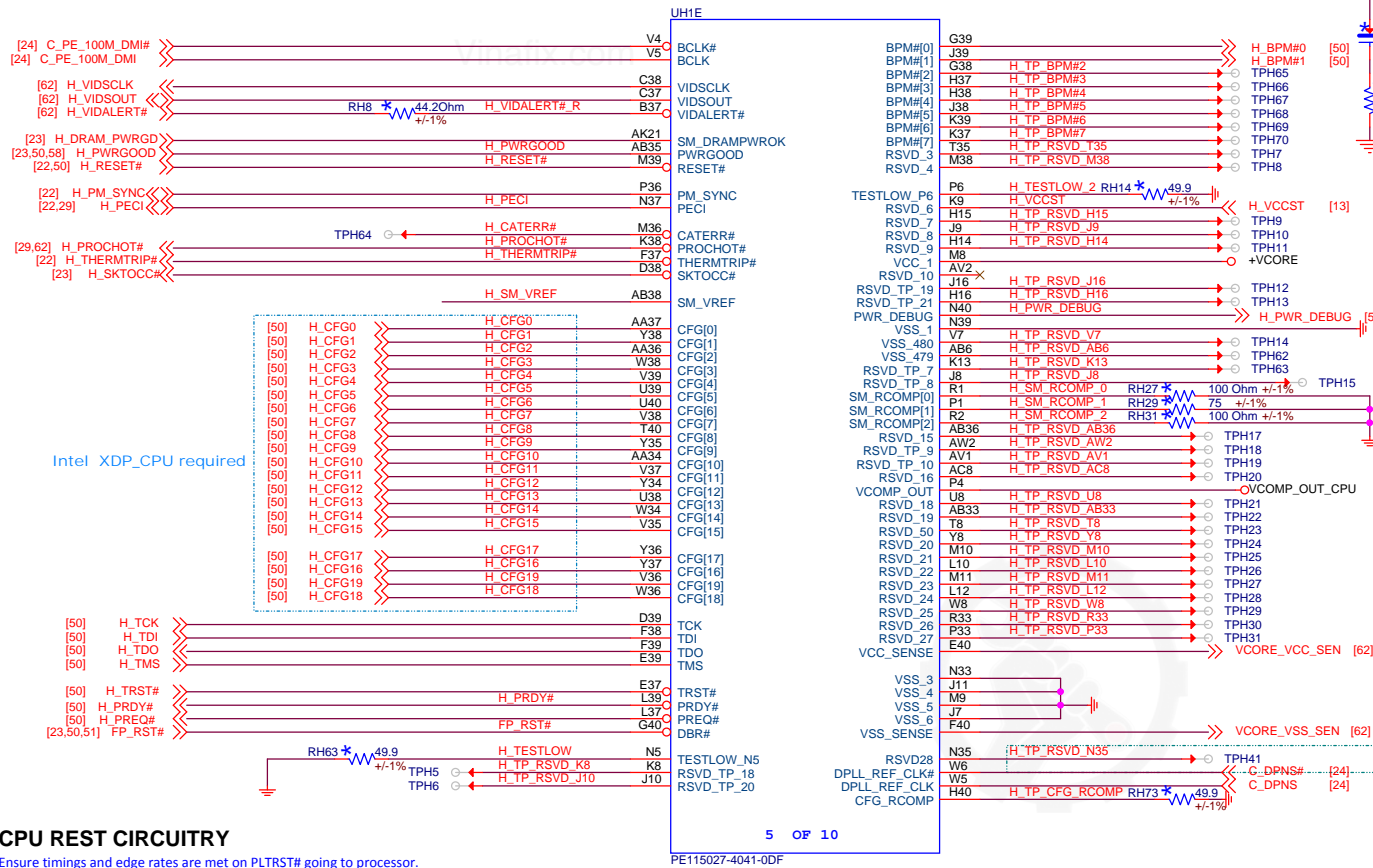 UH1E
Vinafix.com
[24] C_PE_100M_DMI# V4 BCLK#
[24] C_PE_100M_DMI V5 BCLK
[62] H_VIDSCLK C38 VIDSCLK
[62] H_VIDSOUT C37 VIDSOUT
[62] H_VIDALERT# RH8 * 44.2Ohm +/-1% H_VIDALERT#_R B37 VIDALERT#
[23] H_DRAM_PWRGD AK21 SM_DRAMPWROK
[23,50,58] H_PWRGOOD H_PWRGOOD AB35 PWRGOOD
[22,50] H_RESET# H_RESET# M39 RESET#
[22] H_PM_SYNC P36 PM_SYNC
[22,29] H_PECI H_PECI N37 PECI
TPH64 H_CATERR# M36 CATERR#
[29,62] H_PROCHOT# H_PROCHOT# K38 PROCHOT#
[22] H_THERMTRIP# H_THERMTRIP# F37 THERMTRIP#
[23] H_SKTOCC# D38 SKTOCC#
H_SM_VREF AB38 SM_VREF
[50] H_CFG0 H_CFG0 AA37 CFG[0]
[50] H_CFG1 H_CFG1 Y38 CFG[1]
[50] H_CFG2 H_CFG2 AA36 CFG[2]
[50] H_CFG3 H_CFG3 W38 CFG[3]
[50] H_CFG4 H_CFG4 V39 CFG[4]
[50] H_CFG5 H_CFG5 U39 CFG[5]
[50] H_CFG6 H_CFG6 U40 CFG[6]
[50] H_CFG7 H_CFG7 V38 CFG[7]
[50] H_CFG8 H_CFG8 T40 CFG[8]
[50] H_CFG9 H_CFG9 Y35 CFG[9]
[50] H_CFG10 H_CFG10 AA34 CFG[10]
[50] H_CFG11 H_CFG11 V37 CFG[11]
[50] H_CFG12 H_CFG12 Y34 CFG[12]
[50] H_CFG13 H_CFG13 U38 CFG[13]
[50] H_CFG14 H_CFG14 W34 CFG[14]
[50] H_CFG15 H_CFG15 V35 CFG[15]
Intel XDP_CPU required
[50] H_CFG17 H_CFG17 Y36 CFG[17]
[50] H_CFG16 H_CFG16 Y37 CFG[16]
[50] H_CFG19 H_CFG19 V36 CFG[19]
[50] H_CFG18 H_CFG18 W36 CFG[18]
[50] H_TCK D39 TCK
[50] H_TDI F38 TDI
[50] H_TDO F39 TDO
[50] H_TMS E39 TMS
[50] H_TRST# E37 TRST#
[50] H_PRDY# H_PRDY# L39 PRDY#
[50] H_PREQ# L37 PREQ#
[23,50,51] FP_RST# FP_RST# G40 DBR#
RH63 * 49.9 +/-1% H_TESTLOW N5 TESTLOW_N5
TPH5 H_TP_RSVD_K8 K8 RSVD_TP_18
TPH6 H_TP_RSVD_J10 J10 RSVD_TP_20
BPM#[0] G39 H_BPM#0 [50]
BPM#[1] J39 H_BPM#1 [50]
BPM#[2] G38 H_TP_BPM#2 TPH65
BPM#[3] H37 H_TP_BPM#3 TPH66
BPM#[4] H38 H_TP_BPM#4 TPH67
BPM#[5] J38 H_TP_BPM#5 TPH68
BPM#[6] K39 H_TP_BPM#6 TPH69
BPM#[7] K37 H_TP_BPM#7 TPH70
RSVD_3 T35 H_TP_RSVD_T35 TPH7
RSVD_4 M38 H_TP_RSVD_M38 TPH8
TESTLOW_P6 P6 H_TESTLOW_2 RH14 * 49.9 +/-1%
RSVD_6 K9 H_VCCST H_VCCST [13]
RSVD_7 H15 H_TP_RSVD_H15 TPH9
RSVD_8 J9 H_TP_RSVD_J9 TPH10
RSVD_9 H14 H_TP_RSVD_H14 TPH11
VCC_1 M8 +VCORE
RSVD_10 AV2
RSVD_TP_19 J16 H_TP_RSVD_J16 TPH12
RSVD_TP_21 H16 H_TP_RSVD_H16 TPH13
PWR_DEBUG N40 H_PWR_DEBUG H_PWR_DEBUG [5
VSS_1 N39
VSS_480 V7 H_TP_RSVD_V7 TPH14
VSS_479 AB6 H_TP_RSVD_AB6 TPH62
RSVD_TP_7 K13 H_TP_RSVD_K13 TPH63
RSVD_TP_8 J8 H_TP_RSVD_J8 TPH15
SM_RCOMP[0] R1 H_SM_RCOMP_0 RH27 * 100 Ohm +/-1%
SM_RCOMP[1] P1 H_SM_RCOMP_1 RH29 * 75 +/-1%
SM_RCOMP[2] R2 H_SM_RCOMP_2 RH31 * 100 Ohm +/-1%
RSVD_15 AB36 H_TP_RSVD_AB36 TPH17
RSVD_TP_9 AW2 H_TP_RSVD_AW2 TPH18
RSVD_TP_10 AV1 H_TP_RSVD_AV1 TPH19
RSVD_16 AC8 H_TP_RSVD_AC8 TPH20
VCOMP_OUT P4 VCOMP_OUT_CPU
RSVD_18 U8 H_TP_RSVD_U8 TPH21
RSVD_19 AB33 H_TP_RSVD_AB33 TPH22
RSVD_50 T8 H_TP_RSVD_T8 TPH23
RSVD_20 Y8 H_TP_RSVD_Y8 TPH24
RSVD_21 M10 H_TP_RSVD_M10 TPH25
RSVD_22 L10 H_TP_RSVD_L10 TPH26
RSVD_23 M11 H_TP_RSVD_M11 TPH27
RSVD_24 L12 H_TP_RSVD_L12 TPH28
RSVD_25 W8 H_TP_RSVD_W8 TPH29
RSVD_26 R33 H_TP_RSVD_R33 TPH30
RSVD_27 P33 H_TP_RSVD_P33 TPH31
VCC_SENSE E40 VCORE_VCC_SEN [62]
VSS_3 N33
VSS_4 J11
VSS_5 M9
VSS_6 J7
VSS_SENSE F40 VCORE_VSS_SEN [62]
RSVD28 N35 H_TP_RSVD_N35 TPH41
DPLL_REF_CLK# W6 C_DPNS# [24]
DPLL_REF_CLK W5 C_DPNS [24]
CFG_RCOMP H40 H_TP_CFG_RCOMP RH73 * 49.9 +/-1%
5 OF 10
PE115027-4041-0DF
CPU REST CIRCUITRY
Ensure timings and edge rates are met on PLTRST# going to processor.